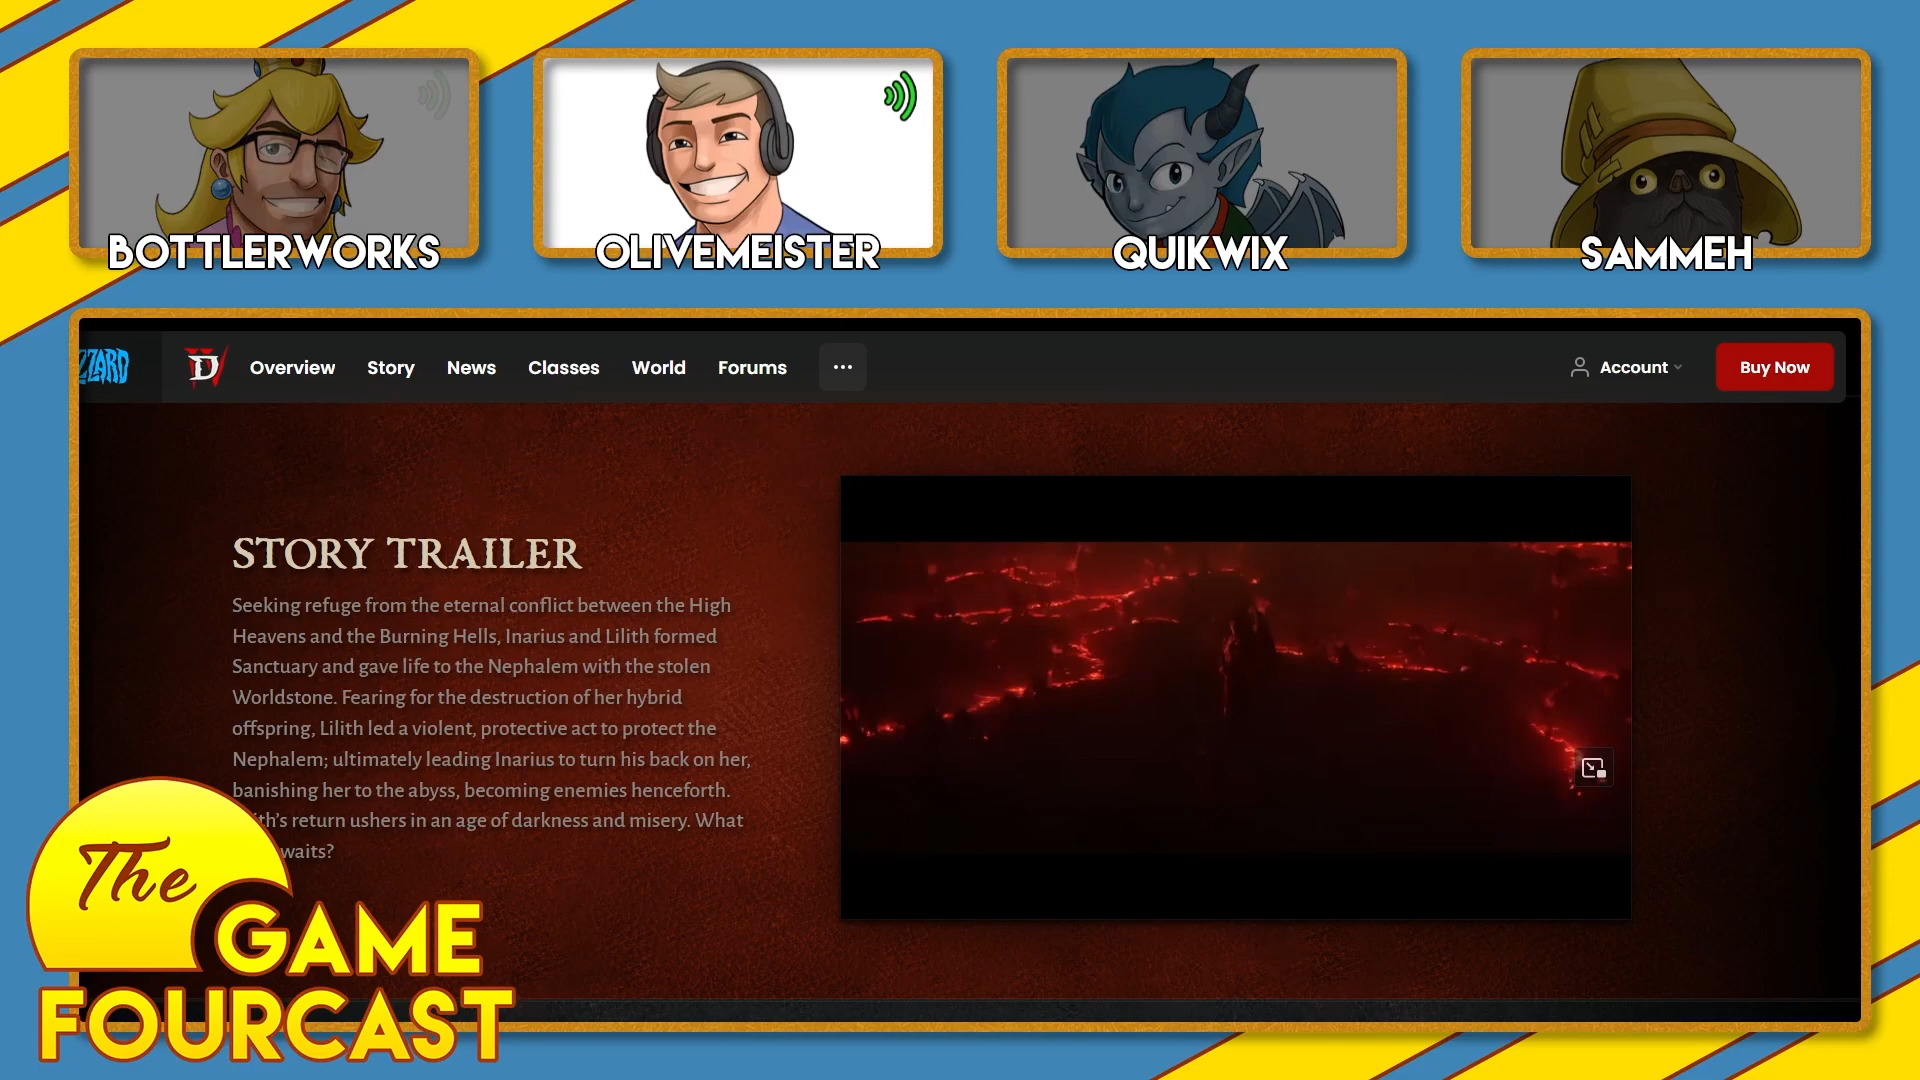 BOTTLERWORKS
OLIVEMEISTER
QUIKWIX
SAMMEH
ZZARD
D
Overview
Story
News
Classes
World
Forums
Account
Buy Now
STORY TRAILER
Seeking refuge from the eternal conflict between the High
Heavens and the Burning Hells, Inarius and Lilith formed
Sanctuary and gave life to the Nephalem with the stolen
Worldstone. Fearing for the destruction of her hybrid
offspring, Lilith led a violent, protective act to protect the
Nephalem; ultimately leading Inarius to turn his back on her,
banishing her to the abyss, becoming enemies henceforth.
ith's return ushers in an age of darkness and misery. What
waits?
The
GAME
FOURCAST